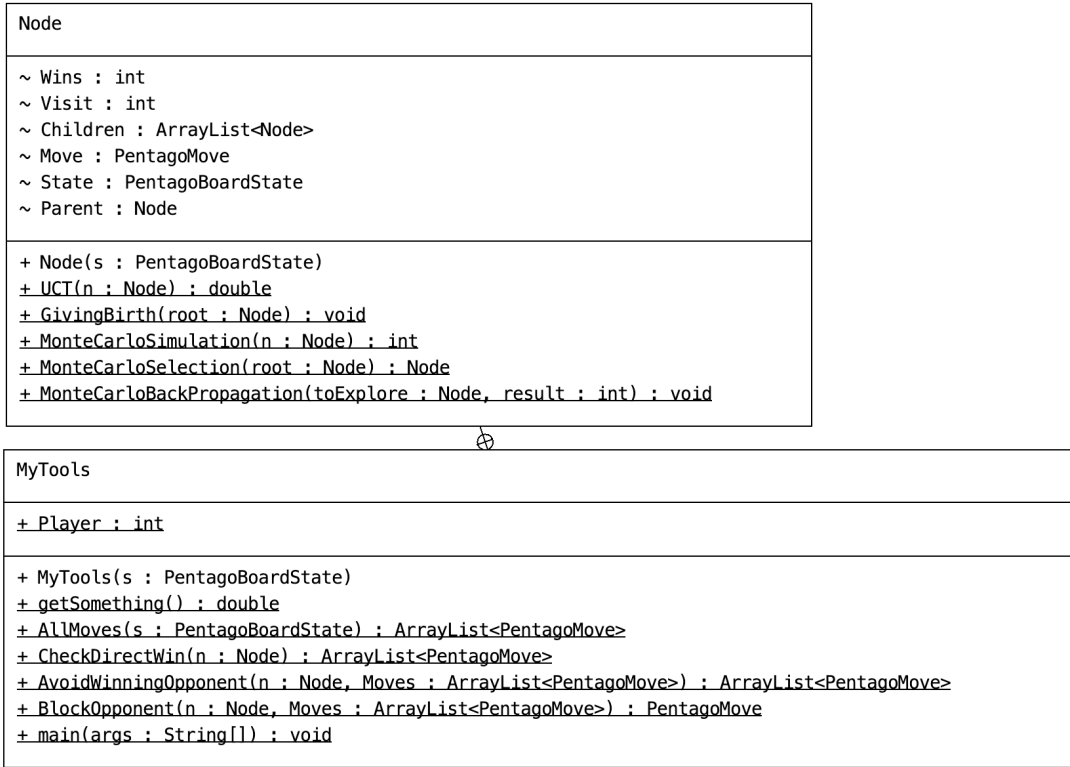 Node
~ Wins : int
~ Visit : int
~ Children : ArrayList<Node>
~ Move : PentagoMove
~ State : PentagoBoardState
~ Parent : Node
+ Node(s : PentagoBoardState)
+ UCT(n : Node) : double
+ GivingBirth(root : Node) : void
+ MonteCarloSimulation(n : Node) : int
+ MonteCarloSelection(root : Node) : Node
+ MonteCarloBackPropagation(toExplore : Node, result : int) : void
MyTools
+ Player : int
+ MyTools(s : PentagoBoardState)
+ getSomething() : double
+ AllMoves(s : PentagoBoardState) : ArrayList<PentagoMove>
+ CheckDirectWin(n : Node) : ArrayList<PentagoMove>
+ AvoidWinningOpponent(n : Node, Moves : ArrayList<PentagoMove>) : ArrayList<PentagoMove>
+ BlockOpponent(n : Node, Moves : ArrayList<PentagoMove>) : PentagoMove
+ main(args : String[]) : void